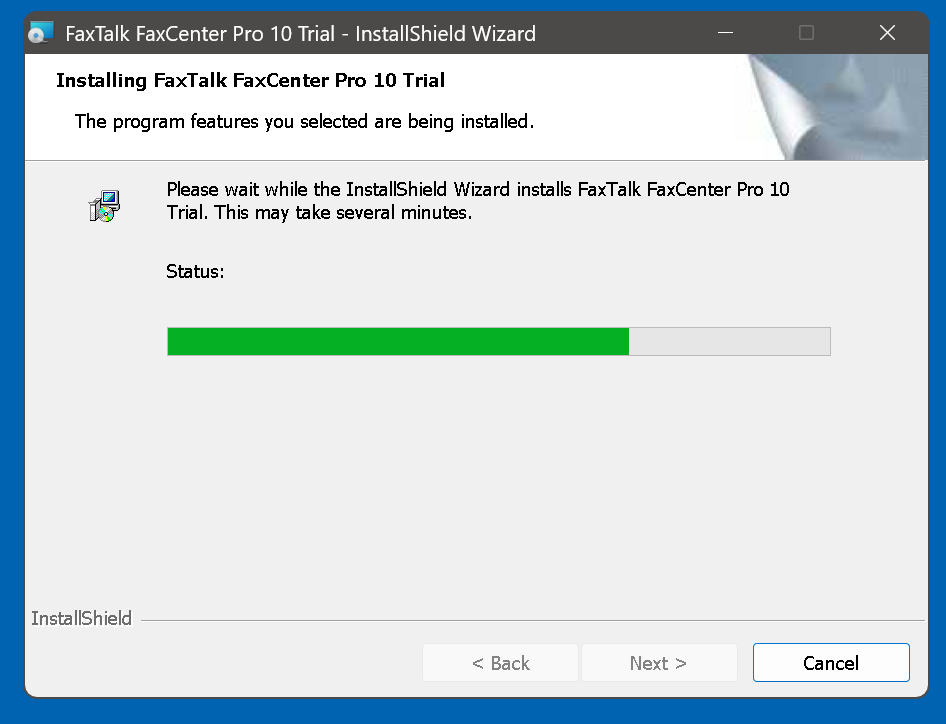 FaxTalk FaxCenter Pro 10 Trial - InstallShield Wizard
Installing FaxTalk FaxCenter Pro 10 Trial
The program features you selected are being installed.
Please wait while the InstallShield Wizard installs FaxTalk FaxCenter Pro 10
Trial. This may take several minutes.
Status:
InstallShield
< Back
Next >
Cancel